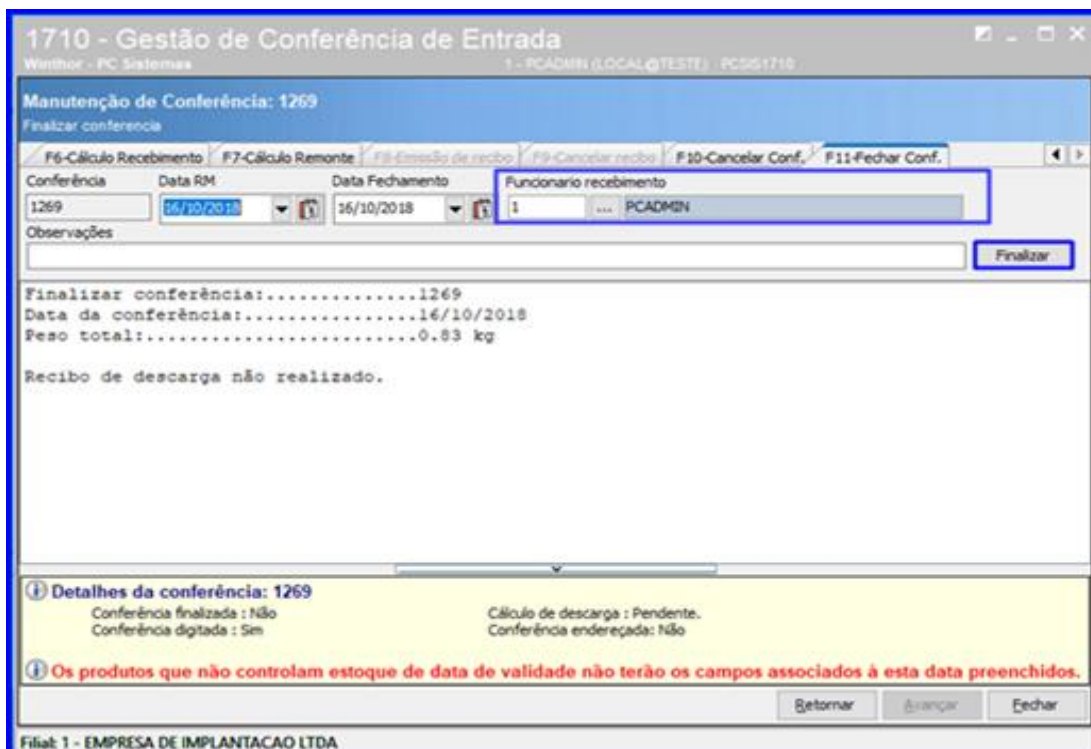 1710 - Gestão de Conferência de Entrada
Winthor - PC Sistemas 1 - PCADMIN (LOCAL@TESTE) - PCSIS1710
Manutenção de Conferência: 1269
Finalizar conferencia
F6-Cálculo Recebimento F7-Cálculo Remonte F8-Emissão de recibo F9-Cancelar recibo F10-Cancelar Conf. F11-Fechar Conf.
Conferência Data RM Data Fechamento Funcionario recebimento
1269 16/10/2018 16/10/2018 1 ... PCADMIN
Observações
Finalizar
Finalizar conferência:..............1269
Data da conferência:................16/10/2018
Peso total:.........................0.83 kg
Recibo de descarga não realizado.
Detalhes da conferência: 1269
Conferência finalizada : Não Cálculo de descarga : Pendente.
Conferência digitada : Sim Conferência endereçada: Não
Os produtos que não controlam estoque de data de validade não terão os campos associados à esta data preenchidos.
Retornar Avançar Fechar
Filial: 1 - EMPRESA DE IMPLANTACAO LTDA